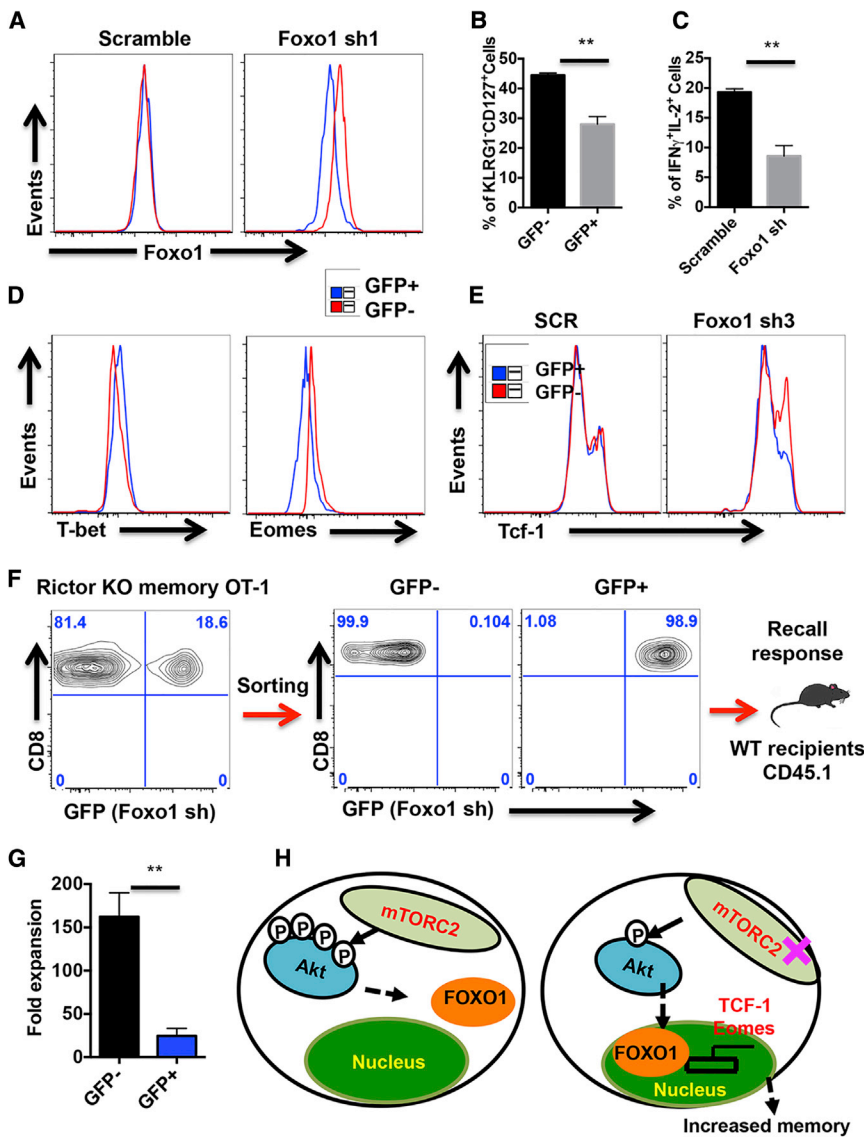 A
Scramble
Foxo1 sh1
Events
Foxo1
B
**
% of KLRG1⁻CD127⁺Cells
50
40
30
20
10
0
GFP-
GFP+
C
**
% of IFNγ⁺IL-2⁺ Cells
25
20
15
10
5
0
Scramble
Foxo1 sh
D
GFP+
GFP-
Events
T-bet
Eomes
E
SCR
Foxo1 sh3
GFP+
GFP-
Events
Tcf-1
F
Rictor KO memory OT-1
81.4
18.6
0
0
CD8
GFP (Foxo1 sh)
Sorting
GFP-
GFP+
99.9
0.104
0
0
1.08
98.9
0
0
CD8
GFP (Foxo1 sh)
Recall
response
WT recipients
CD45.1
G
**
Fold expansion
200
150
100
50
0
GFP-
GFP+
H
mTORC2
P
P
P
P
Akt
FOXO1
Nucleus
mTORC2
P
Akt
TCF-1
Eomes
FOXO1
Nucleus
Increased memory